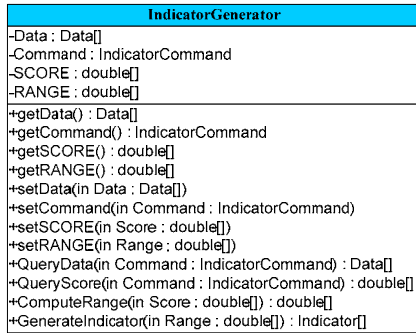 IndicatorGenerator
-Data : Data[]
-Command : IndicatorCommand
-SCORE : double[]
-RANGE : double[]
+getData() : Data[]
+getCommand() : IndicatorCommand
+getSCORE() : double[]
+getRANGE() : double[]
+setData(in Data : Data[])
+setCommand(in Command : IndicatorCommand)
+setSCORE(in Score : double[])
+setRANGE(in Range : double[])
+QueryData(in Command : IndicatorCommand) : Data[]
+QueryScore(in Command : IndicatorCommand) : double[]
+ComputeRange(in Score : double[]) : double[]
+GenerateIndicator(in Range : double[]) : Indicator[]